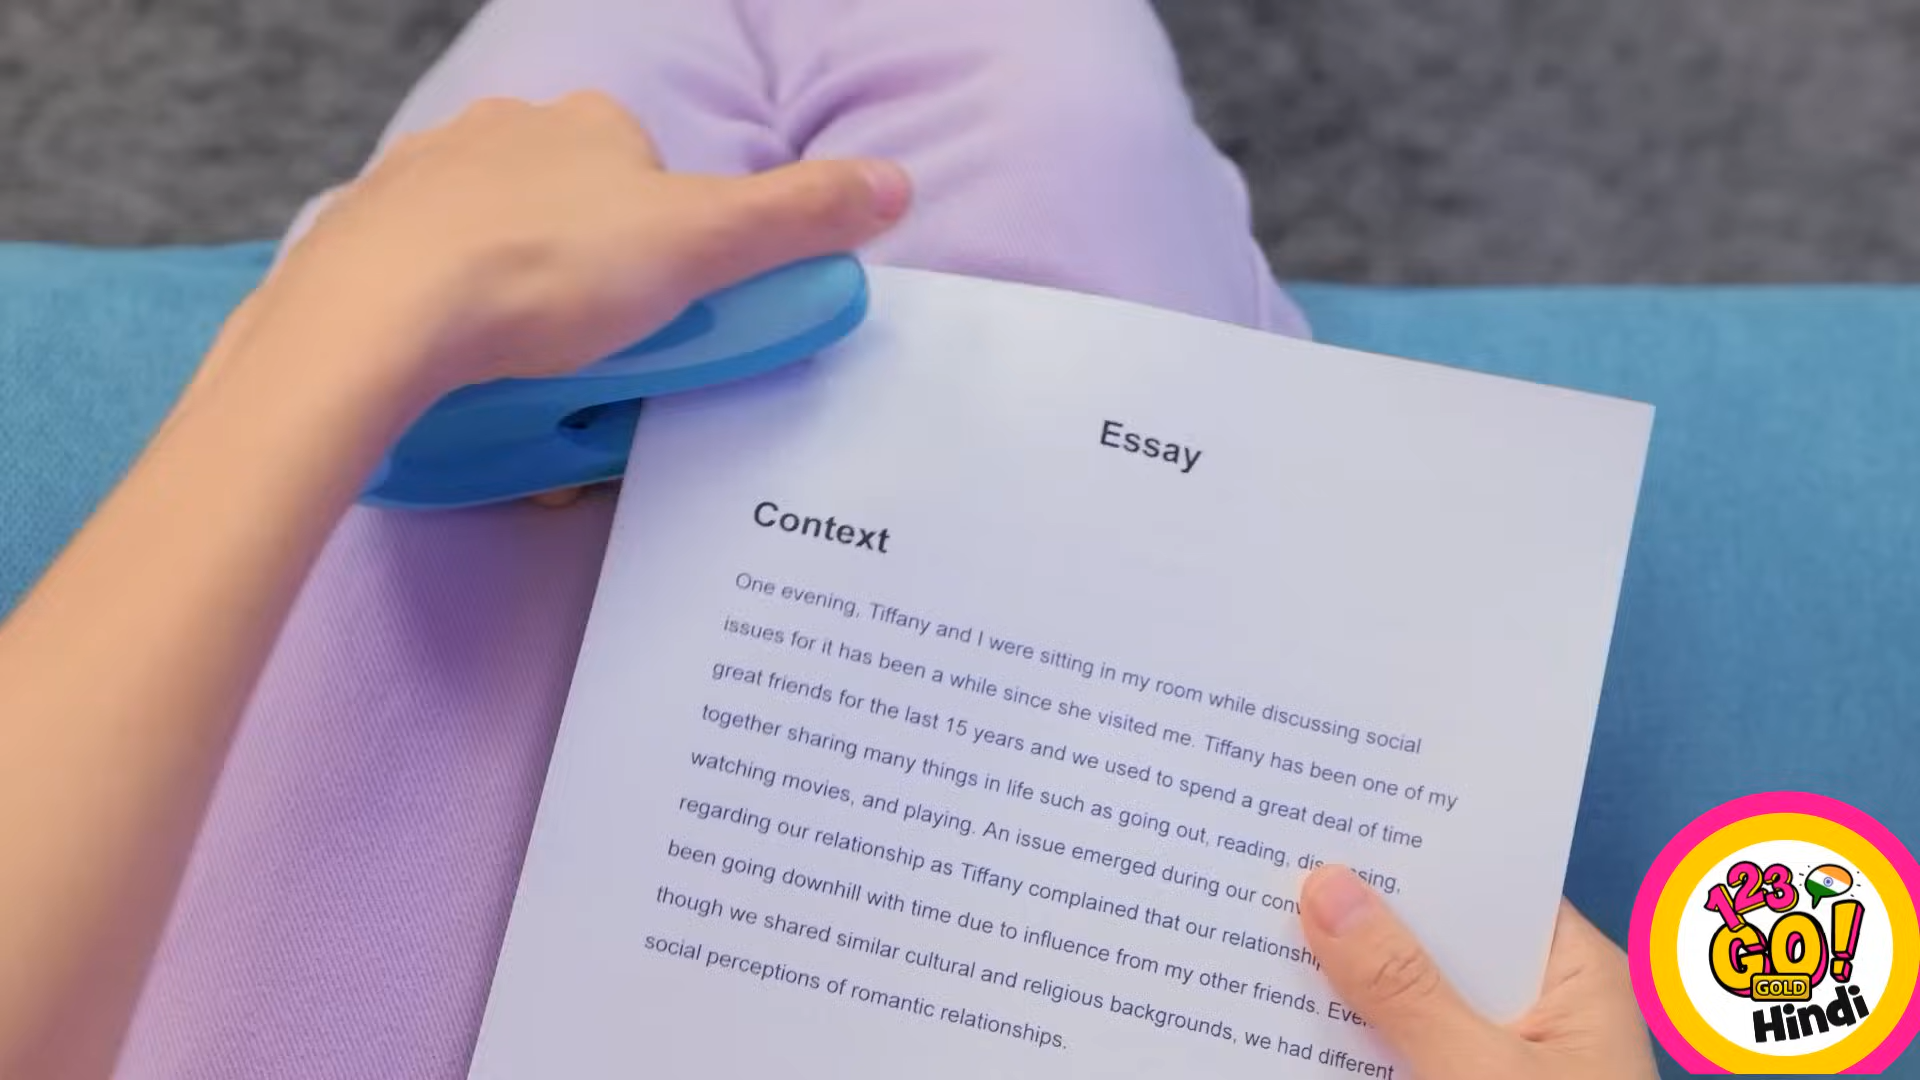 Essay
Context
One evening, Tiffany and I were sitting in my room while discussing social
issues for it has been a while since she visited me. Tiffany has been one of my
great friends for the last 15 years and we used to spend a great deal of time
together sharing many things in life such as going out, reading,
watching movies, and playing. An issue emerged during our
regarding our relationship as Tiffany complained that our
been going downhill with time due to influence from my other friends.
though we shared similar cultural and religious backgrounds, we had different
social perceptions of romantic relationships.
123
GO!
GOLD
Hindi